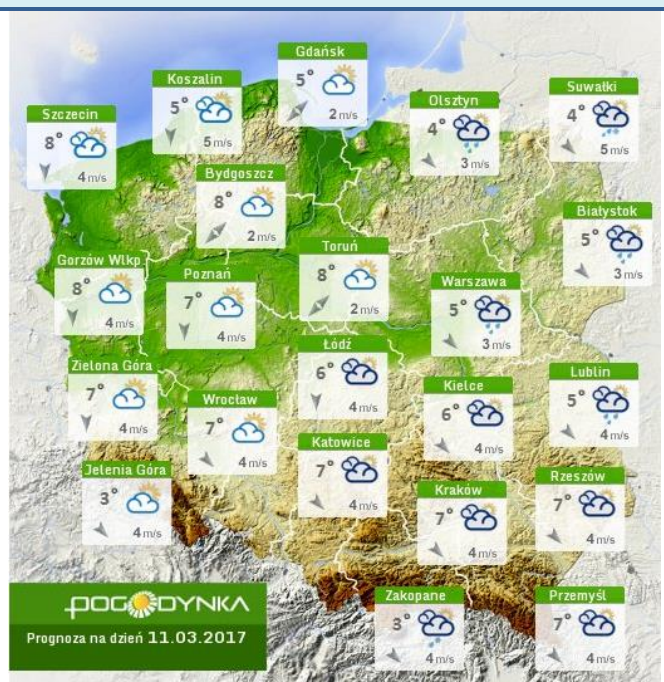 Gdańsk
5°
2 m/s
Koszalin
5°
5 m/s
Szczecin
8°
4 m/s
Olsztyn
4°
3 m/s
Suwałki
4°
5 m/s
Bydgoszcz
8°
2 m/s
Białystok
5°
3 m/s
Gorzów Wlkp.
8°
4 m/s
Poznań
7°
4 m/s
Toruń
8°
2 m/s
Warszawa
5°
3 m/s
Zielona Góra
7°
4 m/s
Wrocław
7°
4 m/s
Łódź
6°
4 m/s
Kielce
6°
4 m/s
Lublin
5°
4 m/s
Jelenia Góra
3°
4 m/s
Katowice
7°
4 m/s
Kraków
7°
4 m/s
Rzeszów
7°
4 m/s
Zakopane
3°
4 m/s
Przemyśl
7°
4 m/s
POGODYNKA
Prognoza na dzień 11.03.2017